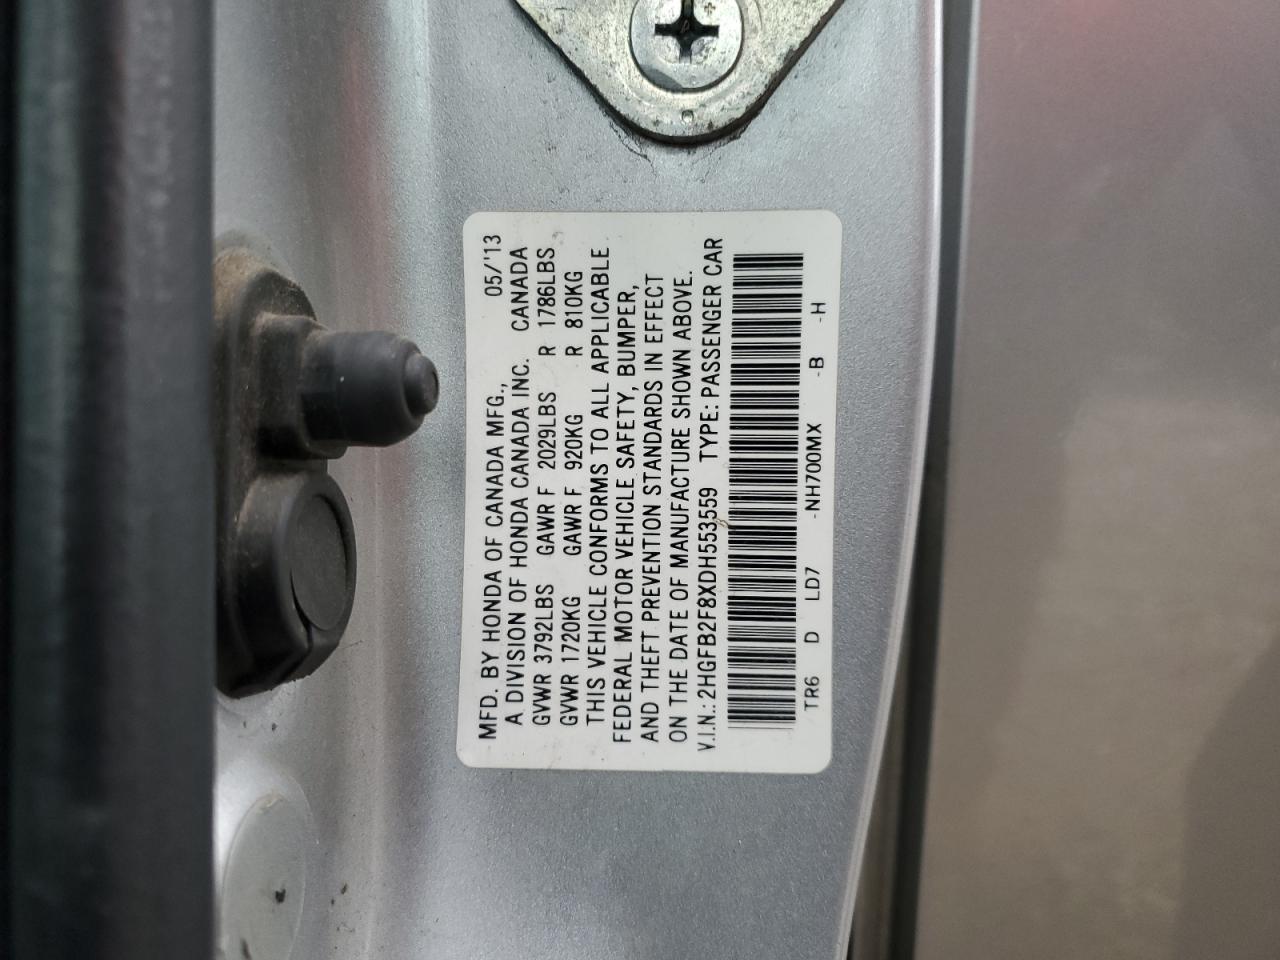 MFD. BY HONDA OF CANADA MFG., 05/'13
A DIVISION OF HONDA CANADA INC. CANADA
GVWR 3792LBS GAWR F 2029LBS R 1786LBS
GVWR 1720KG GAWR F 920KG R 810KG
THIS VEHICLE CONFORMS TO ALL APPLICABLE
FEDERAL MOTOR VEHICLE SAFETY, BUMPER,
AND THEFT PREVENTION STANDARDS IN EFFECT
ON THE DATE OF MANUFACTURE SHOWN ABOVE.
V.I.N.: 2HGFB2F8XDH553559 TYPE: PASSENGER CAR
TR6 D LD7 -NH700MX -B -H